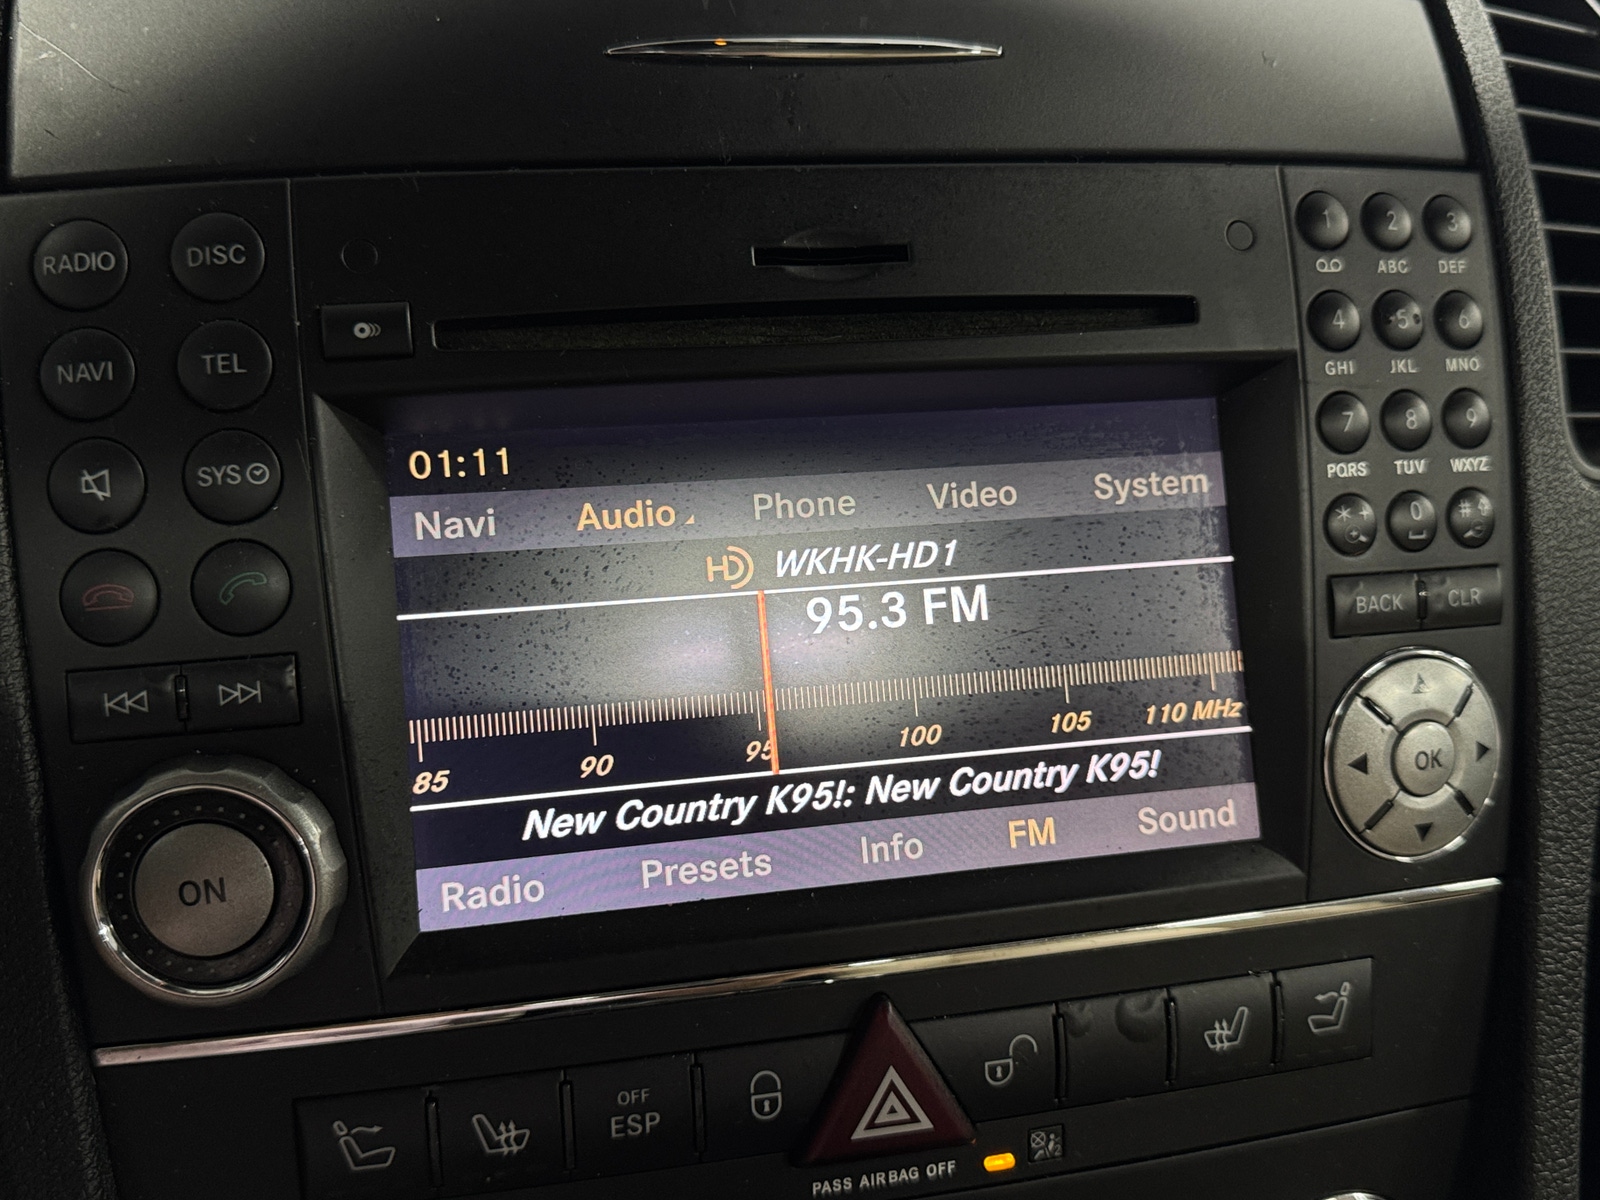 RADIO
DISC
NAVI
TEL
SYS
ON
01:11
Navi Audio Phone Video System
HD WKHK-HD1
95.3 FM
85 90 95 100 105 110 MHz
New Country K95!: New Country K95!
Radio Presets Info FM Sound
1 2 3
ABC DEF
4 5 6
GHI JKL MNO
7 8 9
PQRS TUV WXYZ
* + 0 #
BACK CLR
OK
OFF
ESP
PASS AIRBAG OFF